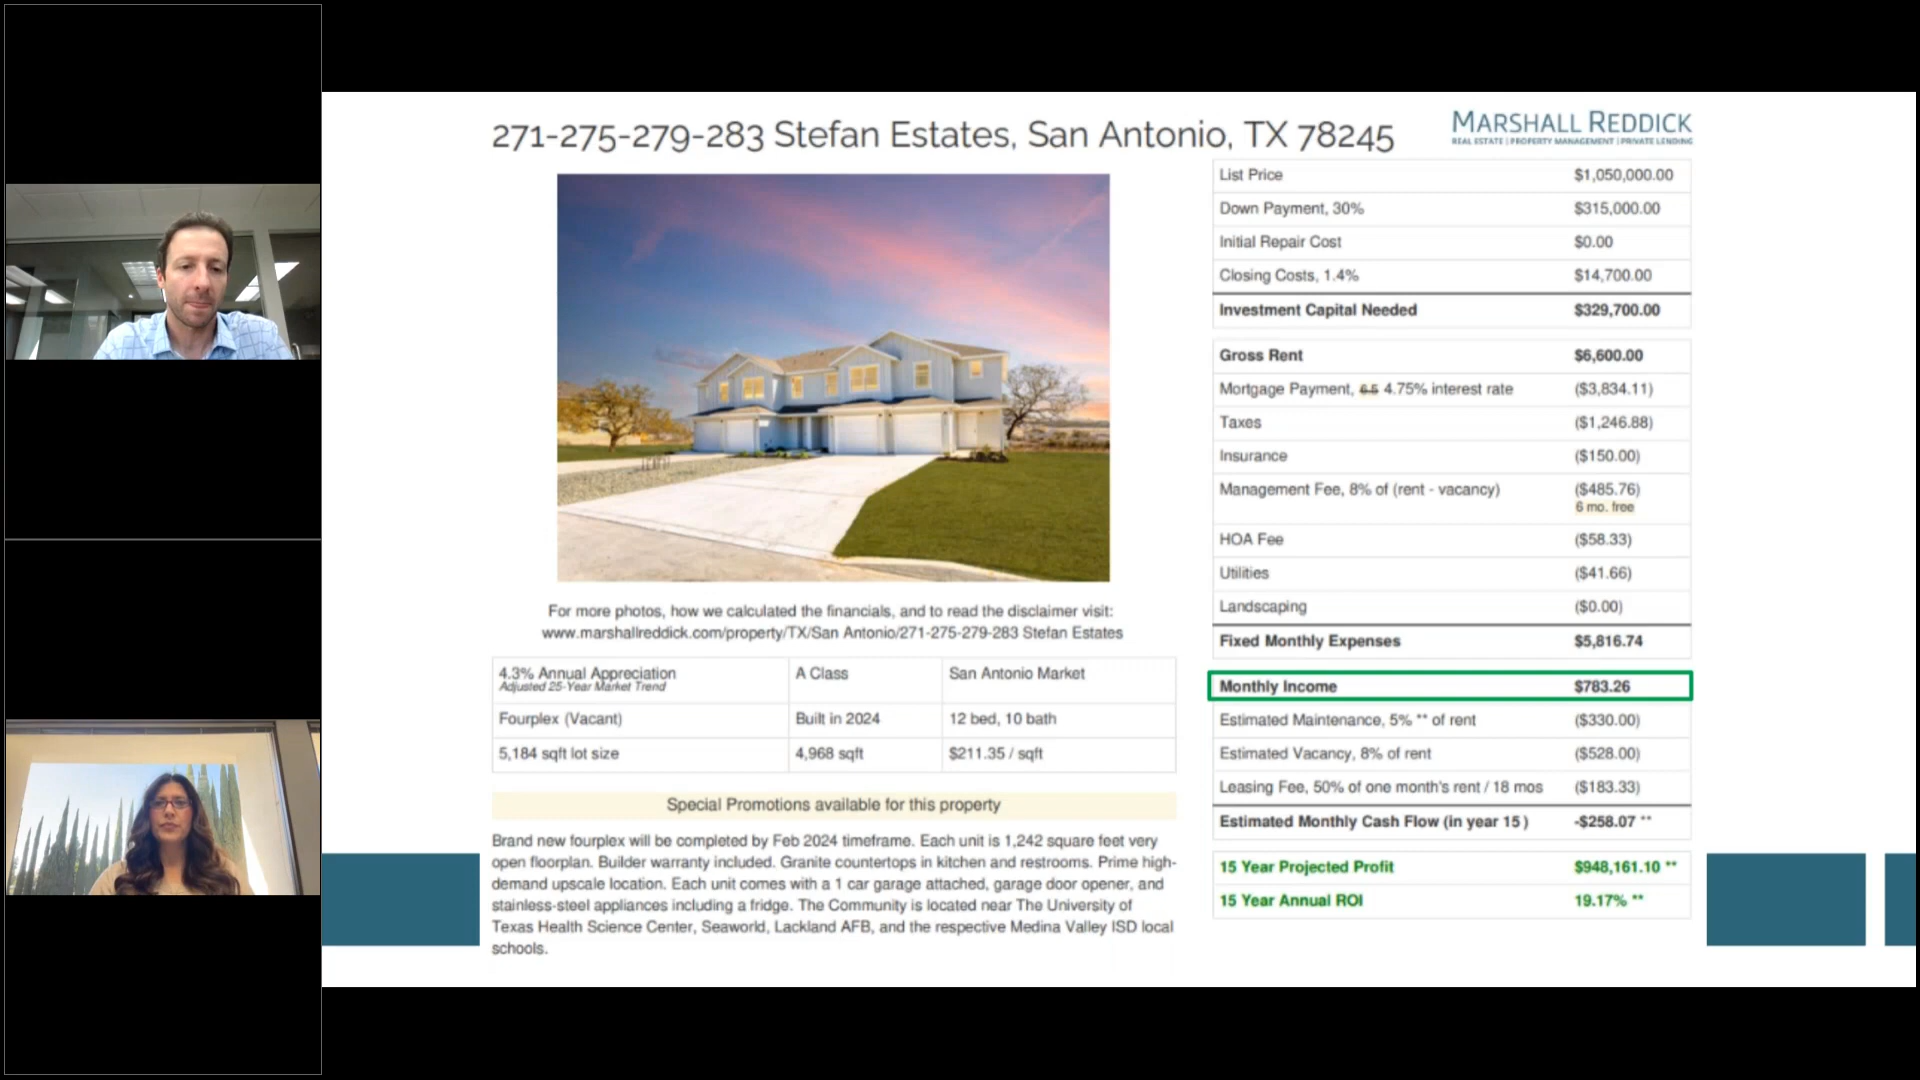 271-275-279-283 Stefan Estates, San Antonio, TX 78245
MARSHALL REDDICK
REAL ESTATE | PROPERTY MANAGEMENT | PRIVATE LENDING
For more photos, how we calculated the financials, and to read the disclaimer visit:
www.marshallreddick.com/property/TX/San Antonio/271-275-279-283 Stefan Estates
4.3% Annual Appreciation A Class San Antonio Market
Adjusted 25-Year Market Trend
Fourplex (Vacant) Built in 2024 12 bed, 10 bath
5,184 sqft lot size 4,968 sqft $211.35 / sqft
Special Promotions available for this property
Brand new fourplex will be completed by Feb 2024 timeframe. Each unit is 1,242 square feet very
open floorplan. Builder warranty included. Granite countertops in kitchen and restrooms. Prime high-
demand upscale location. Each unit comes with a 1 car garage attached, garage door opener, and
stainless-steel appliances including a fridge. The Community is located near The University of
Texas Health Science Center, Seaworld, Lackland AFB, and the respective Medina Valley ISD local
schools.
List Price $1,050,000.00
Down Payment, 30% $315,000.00
Initial Repair Cost $0.00
Closing Costs, 1.4% $14,700.00
Investment Capital Needed $329,700.00
Gross Rent $6,600.00
Mortgage Payment, 6.5 4.75% interest rate ($3,834.11)
Taxes ($1,246.88)
Insurance ($150.00)
Management Fee, 8% of (rent - vacancy) ($485.76)
6 mo. free
HOA Fee ($58.33)
Utilities ($41.66)
Landscaping ($0.00)
Fixed Monthly Expenses $5,816.74
Monthly Income $783.26
Estimated Maintenance, 5% ** of rent ($330.00)
Estimated Vacancy, 8% of rent ($528.00)
Leasing Fee, 50% of one month's rent / 18 mos ($183.33)
Estimated Monthly Cash Flow (in year 15 ) -$258.07 **
15 Year Projected Profit $948,161.10 **
15 Year Annual ROI 19.17% **